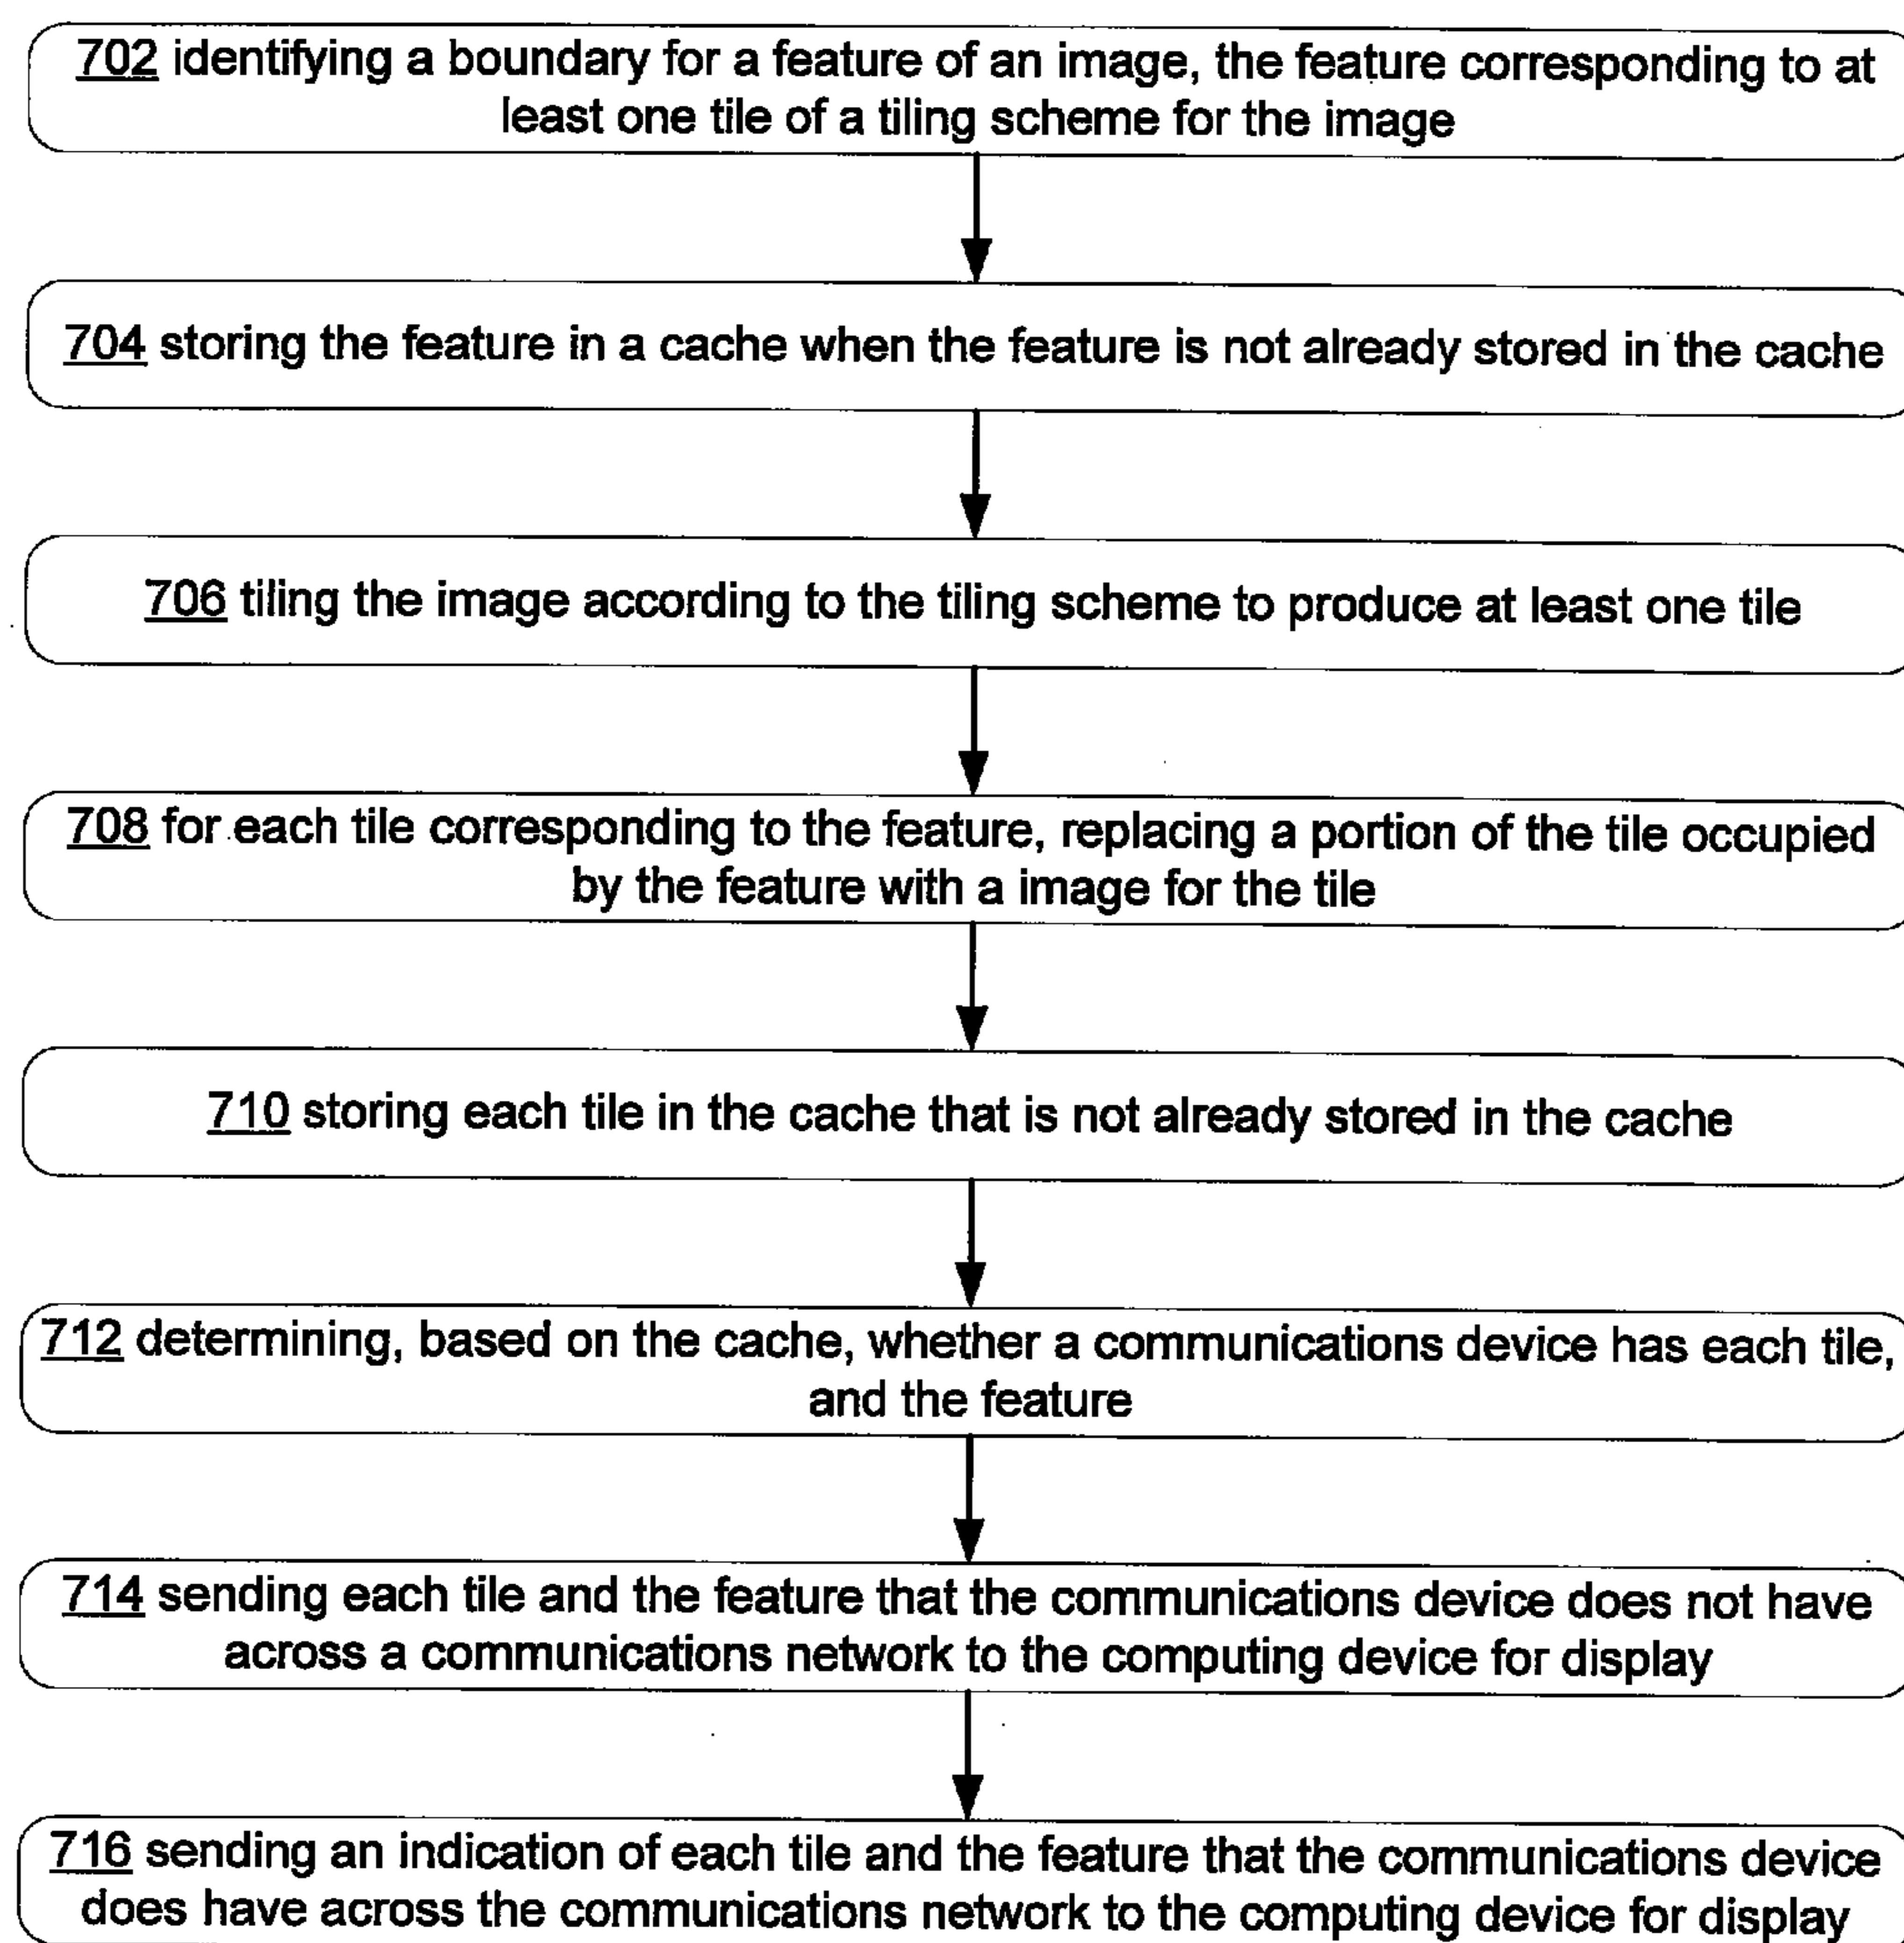 702 identifying a boundary for a feature of an image, the feature corresponding to at
least one tile of a tiling scheme for the image
704 storing the feature in a cache when the feature is not already stored in the cache
706 tiling the image according to the tiling scheme to produce at least one tile
708 for each tile corresponding to the feature, replacing a portion of the tile occupied
by the feature with a image for the tile
710 storing each tile in the cache that is not already stored in the cache
712 determining, based on the cache, whether a communications device has each tile,
and the feature
714 sending each tile and the feature that the communications device does not have
across a communications network to the computing device for display
716 sending an indication of each tile and the feature that the communications device
does have across the communications network to the computing device for display